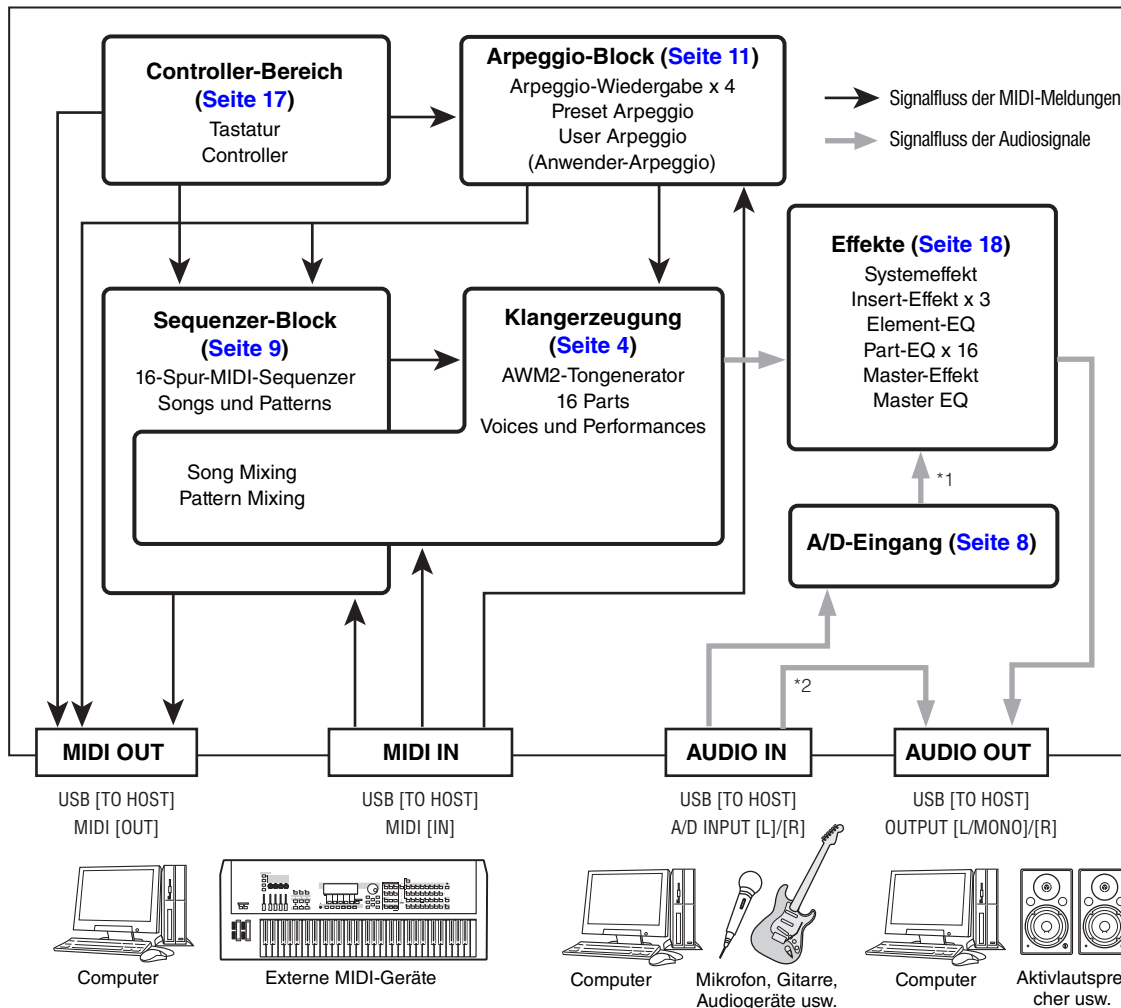 Controller-Bereich
(Seite 17)
Tastatur
Controller
Arpeggio-Block (Seite 11)
Arpeggio-Wiedergabe x 4
Preset Arpeggio
User Arpeggio
(Anwender-Arpeggio)
Signalfluss der MIDI-Meldungen
Signalfluss der Audiosignale
Sequenzer-Block
(Seite 9)
16-Spur-MIDI-Sequenzer
Songs und Patterns
Klangerzeugung
(Seite 4)
AWM2-Tongenerator
16 Parts
Voices und Performances
Song Mixing
Pattern Mixing
Effekte (Seite 18)
Systemeffekt
Insert-Effekt x 3
Element-EQ
Part-EQ x 16
Master-Effekt
Master EQ
*1
A/D-Eingang (Seite 8)
*2
MIDI OUT
USB [TO HOST]
MIDI [OUT]
MIDI IN
USB [TO HOST]
MIDI [IN]
AUDIO IN
USB [TO HOST]
A/D INPUT [L]/[R]
AUDIO OUT
USB [TO HOST]
OUTPUT [L/MONO]/[R]
Computer
Externe MIDI-Geräte
Computer
Mikrofon, Gitarre,
Audiogeräte usw.
Computer
Aktivlautspre
cher usw.